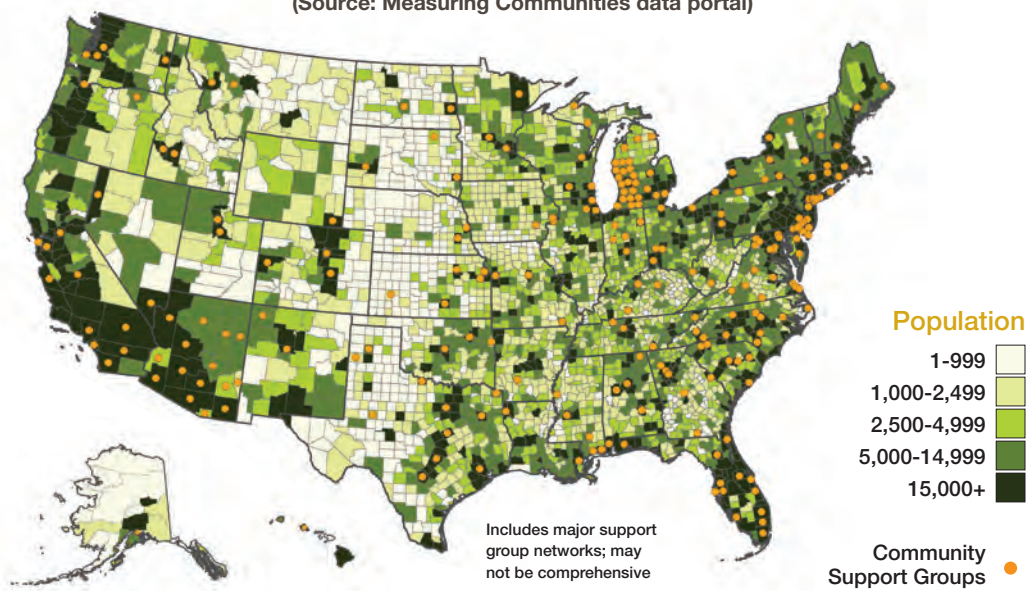 (Source: Measuring Communities data portal)
Population
1-999
1,000-2,499
2,500-4,999
5,000-14,999
15,000+
Includes major support
group networks; may
not be comprehensive
Community
Support Groups